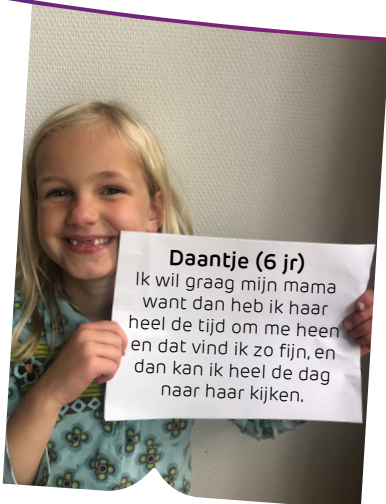 Daantje (6 jr)
Ik wil graag mijn mama
want dan heb ik haar
heel de tijd om me heen
en dat vind ik zo fijn, en
dan kan ik heel de dag
naar haar kijken.